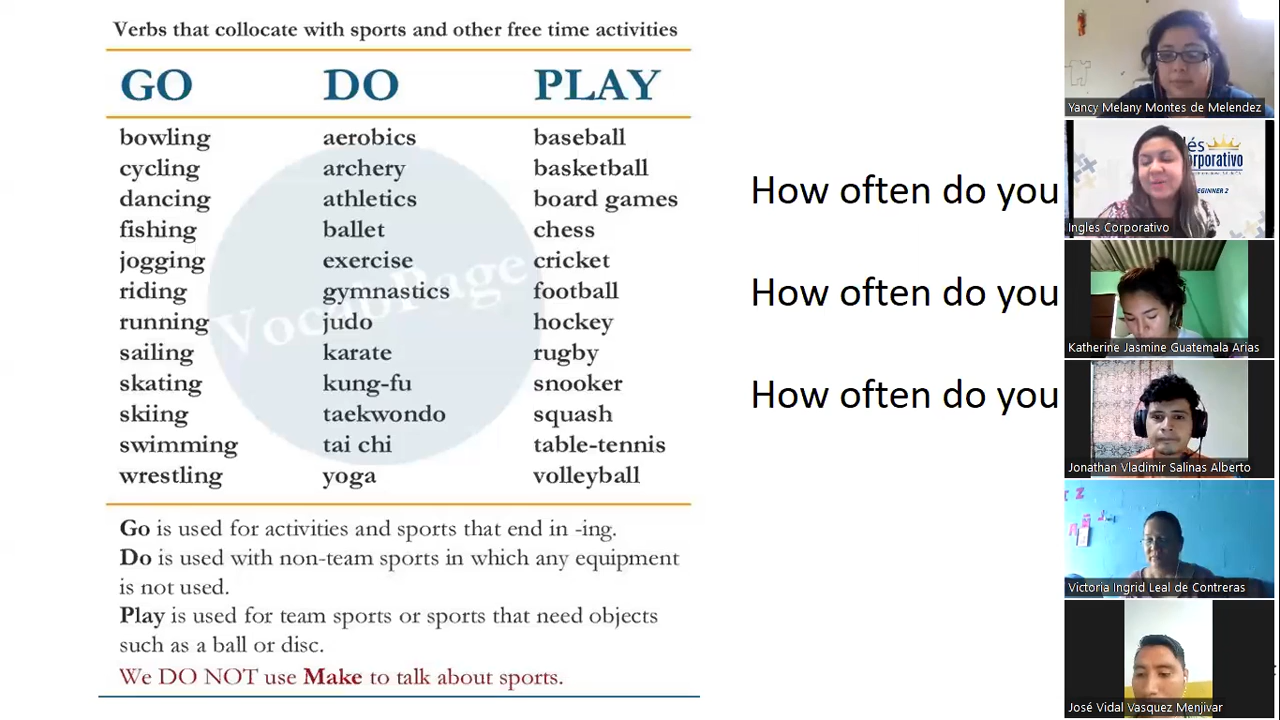 Verbs that collocate with sports and other free time activities
GO DO PLAY
bowling aerobics baseball
cycling archery basketball
dancing athletics board games
fishing ballet chess
jogging exercise cricket
riding gymnastics football
running judo hockey
sailing karate rugby
skating kung-fu snooker
skiing taekwondo squash
swimming tai chi table-tennis
wrestling yoga volleyball
VocabPage
Go is used for activities and sports that end in -ing.
Do is used with non-team sports in which any equipment
is not used.
Play is used for team sports or sports that need objects
such as a ball or disc.
We DO NOT use Make to talk about sports.
How often do you
How often do you
How often do you
Yancy Melany Montes de Melendez
lés
orporativo
EGINNER 2
Ingles Corporativo
Katherine Jasmine Guatemala Arias
Jonathan Vladimir Salinas Alberto
Victoria Ingrid Leal de Contreras
José Vidal Vasquez Menjivar